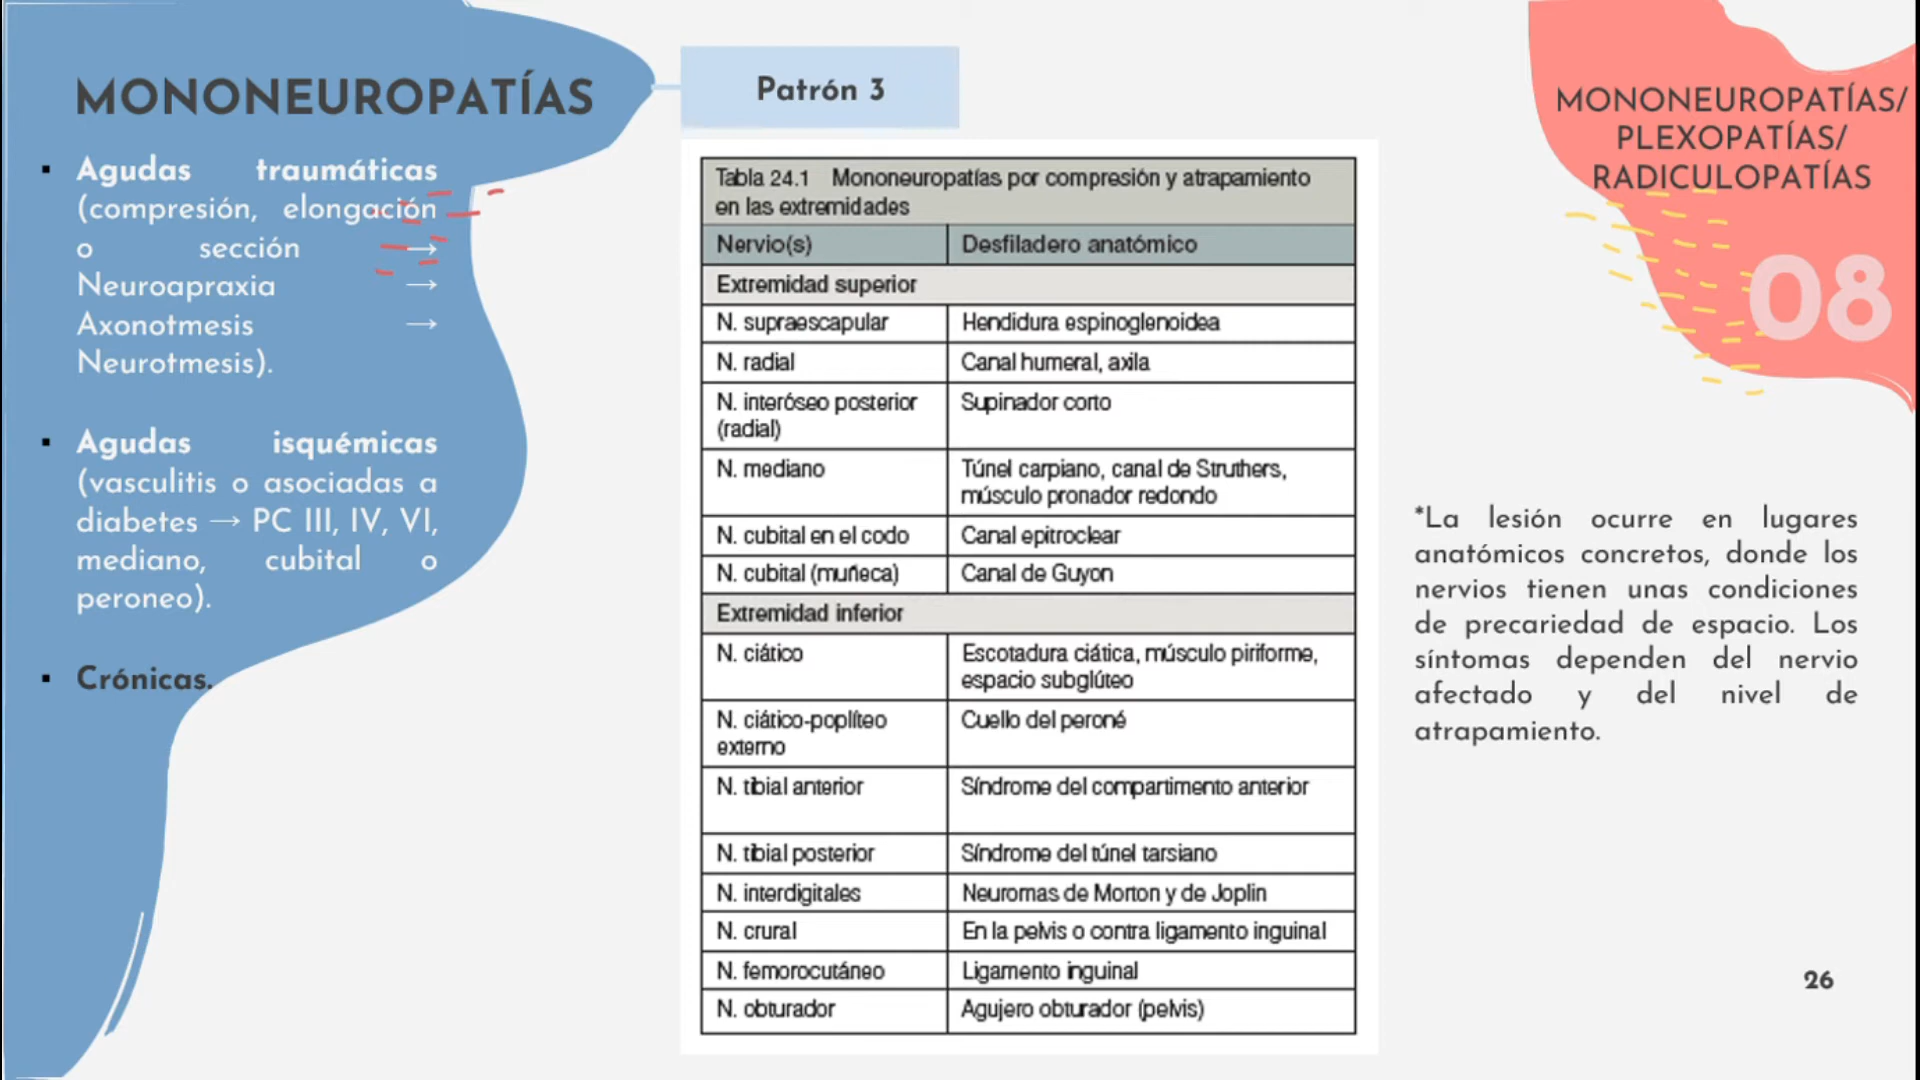 MONONEUROPATÍAS
▪ Agudas traumáticas
(compresión, elongación
o sección →
Neuroapraxia →
Axonotmesis →
Neurotmesis).
▪ Agudas isquémicas
(vasculitis o asociadas a
diabetes → PC III, IV, VI,
mediano, cubital o
peroneo).
▪ Crónicas.
Patrón 3
Tabla 24.1 Mononeuropatías por compresión y atrapamiento
en las extremidades
Nervio(s) Desfiladero anatómico
Extremidad superior
N. supraescapular Hendidura espinoglenoidea
N. radial Canal humeral, axila
N. interóseo posterior Supinador corto
(radial)
N. mediano Túnel carpiano, canal de Struthers,
músculo pronador redondo
N. cubital en el codo Canal epitroclear
N. cubital (muñeca) Canal de Guyon
Extremidad inferior
N. ciático Escotadura ciática, músculo piriforme,
espacio subglúteo
N. ciático-poplíteo Cuello del peroné
externo
N. tibial anterior Síndrome del compartimento anterior
N. tibial posterior Síndrome del túnel tarsiano
N. interdigitales Neuromas de Morton y de Joplin
N. crural En la pelvis o contra ligamento inguinal
N. femorocutáneo Ligamento inguinal
N. obturador Agujero obturador (pelvis)
MONONEUROPATÍAS/
PLEXOPATÍAS/
RADICULOPATÍAS
08
*La lesión ocurre en lugares
anatómicos concretos, donde los
nervios tienen unas condiciones
de precariedad de espacio. Los
síntomas dependen del nervio
afectado y del nivel de
atrapamiento.
26